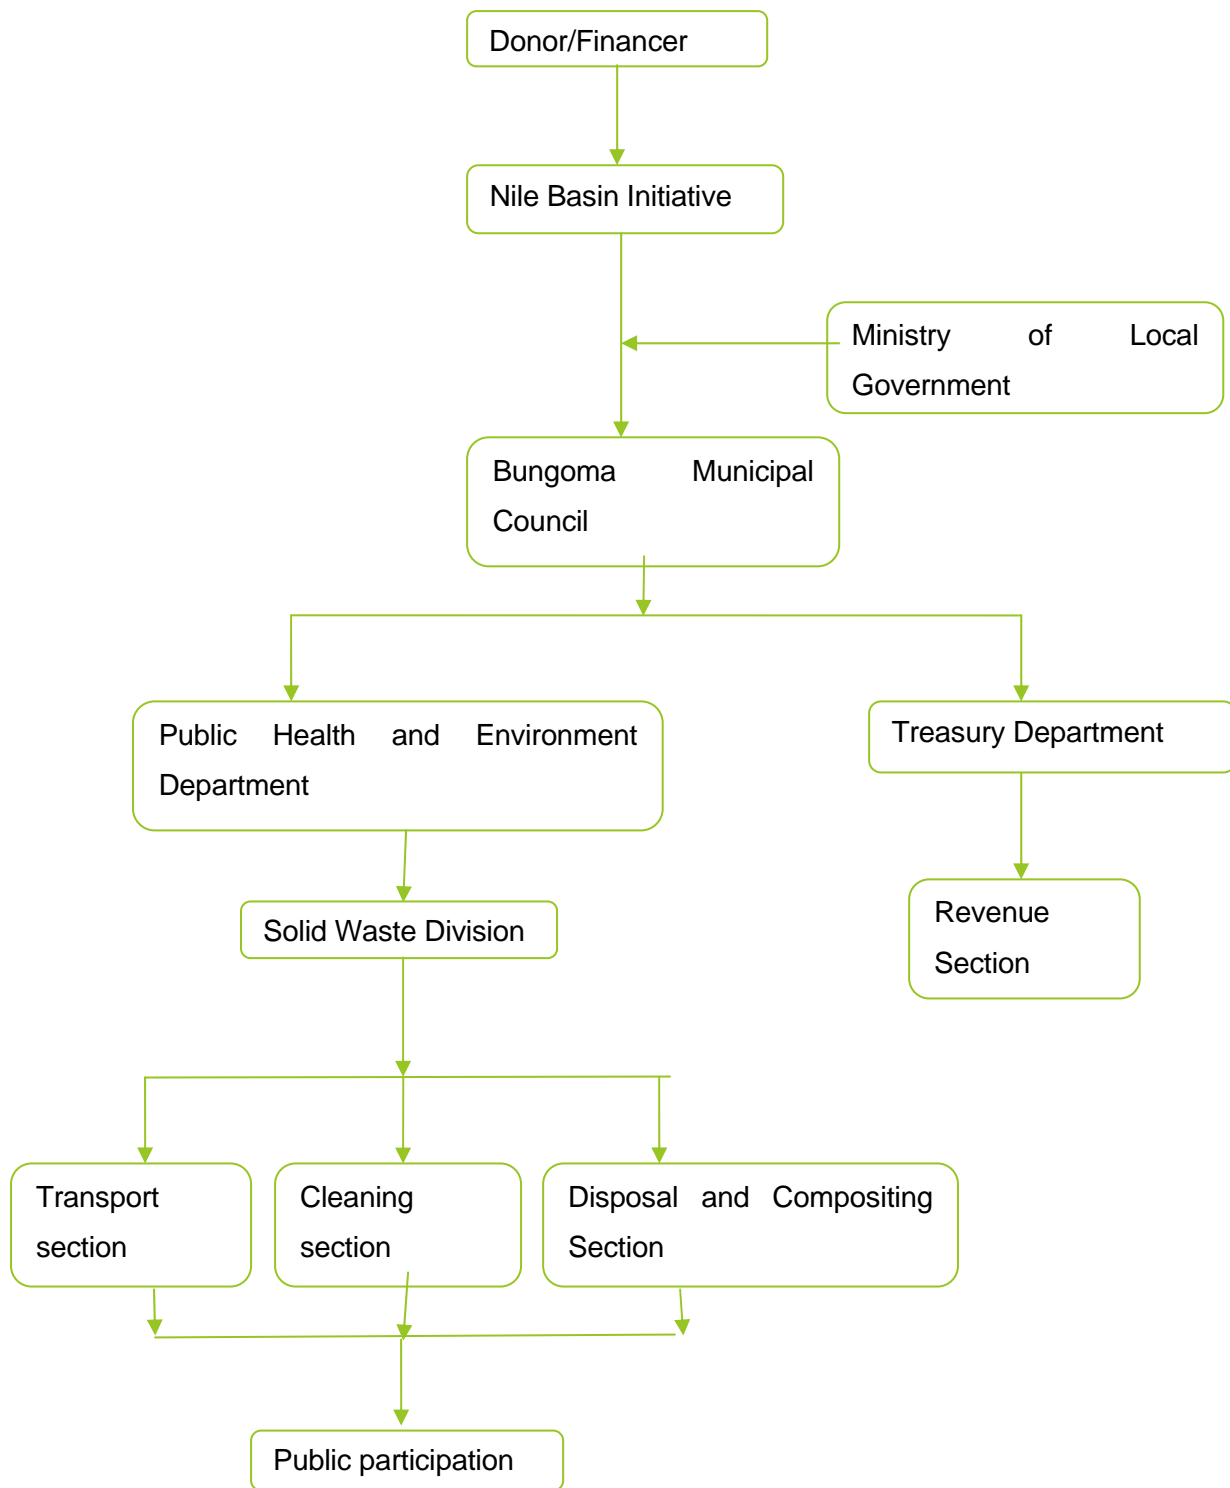 Donor/Financer
Nile Basin Initiative
Ministry of Local
Government
Bungoma Municipal
Council
Public Health and Environment
Department
Treasury Department
Revenue
Section
Solid Waste Division
Transport
section
Cleaning
section
Disposal and Compositing
Section
Public participation